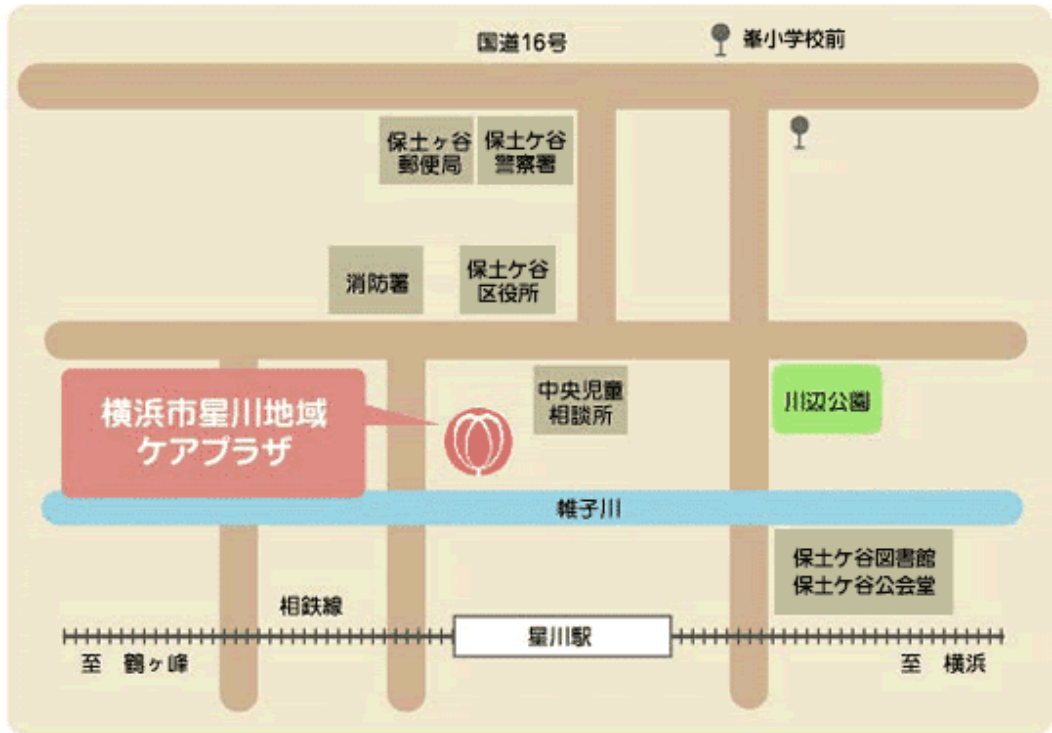 国道16号
峯小学校前
保土ヶ谷
郵便局
保土ケ谷
警察署
消防署
保土ケ谷
区役所
横浜市星川地域
ケアプラザ
中央児童
相談所
川辺公園
帷子川
保土ケ谷図書館
保土ケ谷公会堂
相鉄線
星川駅
至 鶴ヶ峰
至 横浜